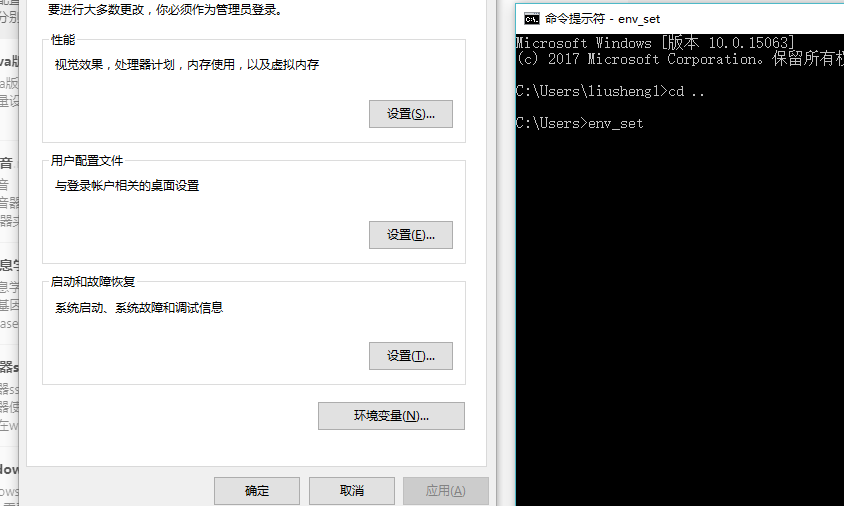 要进行大多数更改，你必须作为管理员登录。
性能
视觉效果，处理器计划，内存使用，以及虚拟内存
设置(S)...
用户配置文件
与登录帐户相关的桌面设置
设置(E)...
启动和故障恢复
系统启动、系统故障和调试信息
设置(T)...
环境变量(N)...
确定
取消
应用(A)
命令提示符 - env_set
Microsoft Windows [版本 10.0.15063]
(c) 2017 Microsoft Corporation。保留所有权
C:\Users\liusheng1>cd ..
C:\Users>env_set